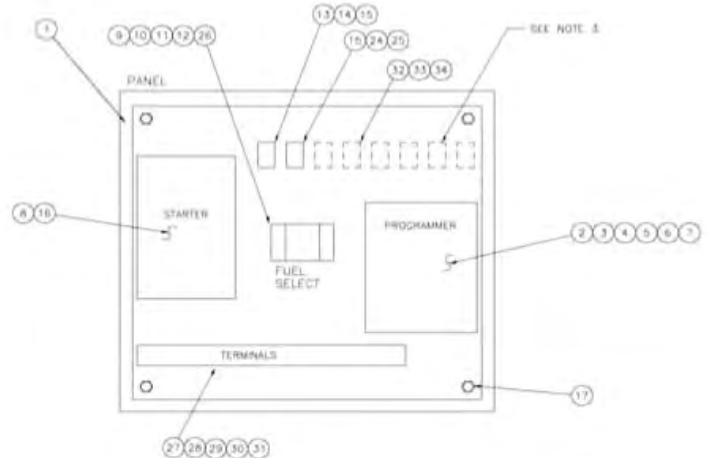 13 14 15
1
9 10 11 12 26
16 24 25
SEE NOTE 3
32 33 34
PANEL
STARTER
8 16
PROGRAMMER
2 3 4 5 6 7
FUEL
SELECT
TERMINALS
17
27 28 29 30 31